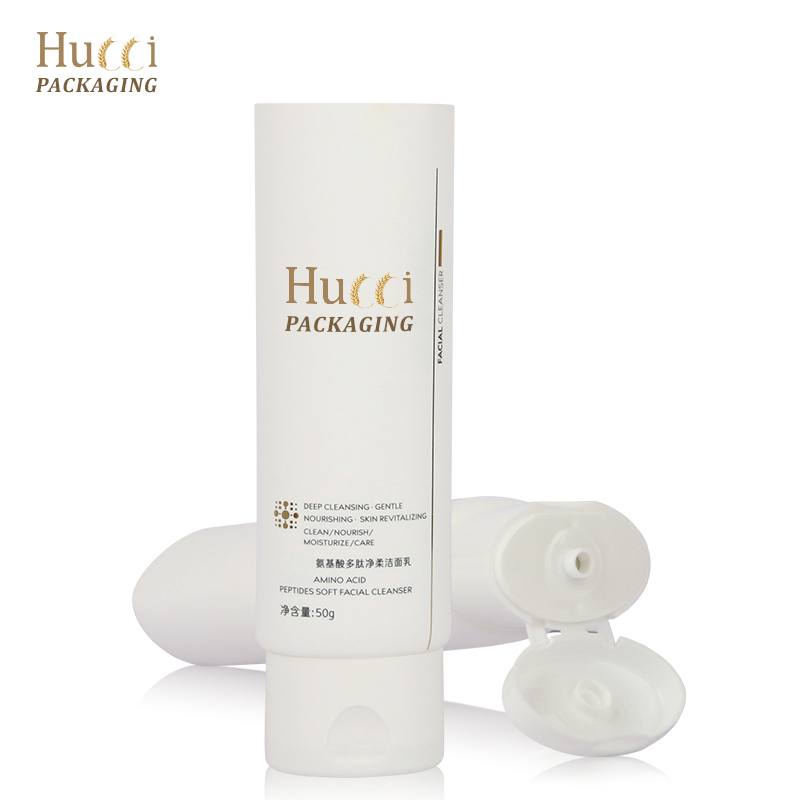 Hucci
PACKAGING
Hucci
PACKAGING
FACIAL CLEANSER
DEEP CLEANSING · GENTLE
NOURISHING · SKIN REVITALIZING
CLEAN/NOURISH/
MOISTURIZE/CARE
氨基酸多肽净柔洁面乳
AMINO ACID
PEPTIDES SOFT FACIAL CLEANSER
净含量:50g